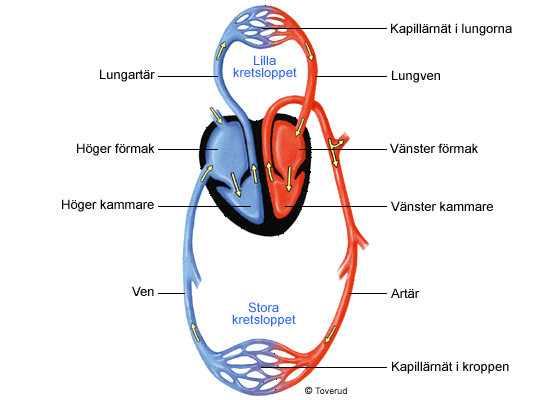 Kapillärnät i lungorna
Lilla
kretsloppet
Lungartär
Lungven
Höger förmak
Vänster förmak
Höger kammare
Vänster kammare
Ven
Artär
Stora
kretsloppet
Kapillärnät i kroppen
© Toverud